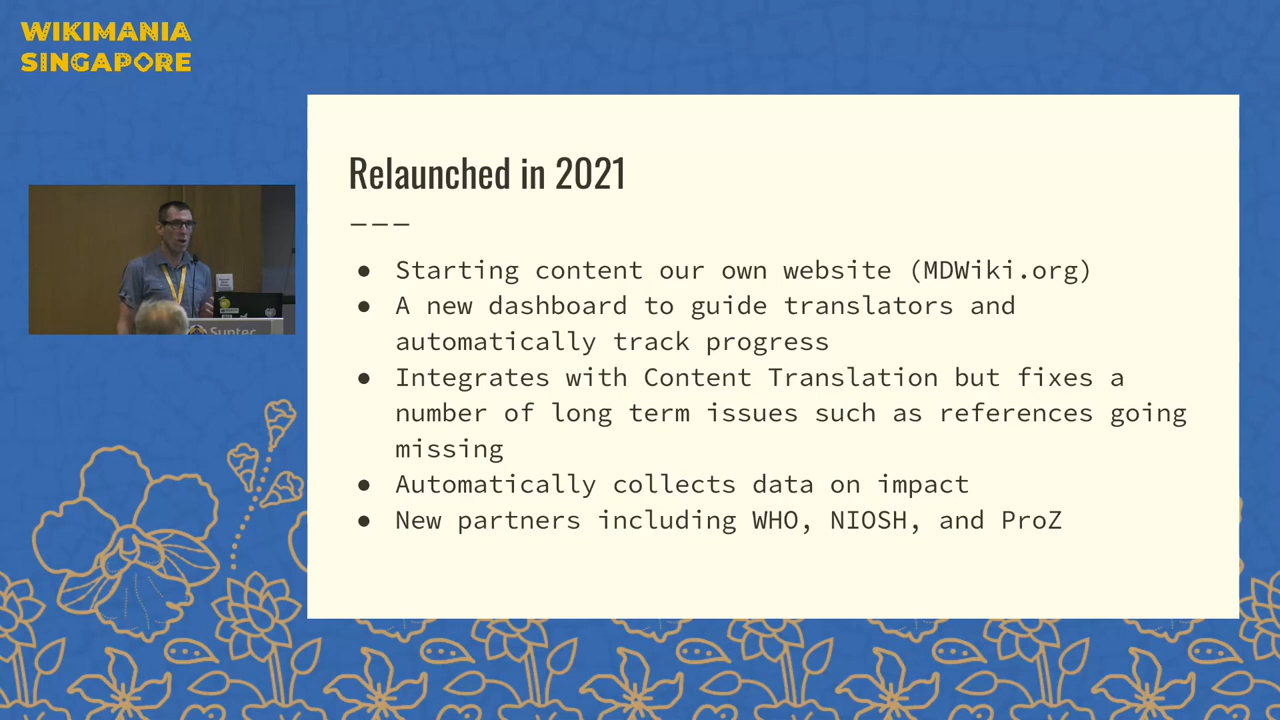 WIKIMANIA
SINGAPORE
Relaunched in 2021
———
● Starting content our own website (MDWiki.org)
● A new dashboard to guide translators and
automatically track progress
● Integrates with Content Translation but fixes a
number of long term issues such as references going
missing
● Automatically collects data on impact
● New partners including WHO, NIOSH, and ProZ
Suntec